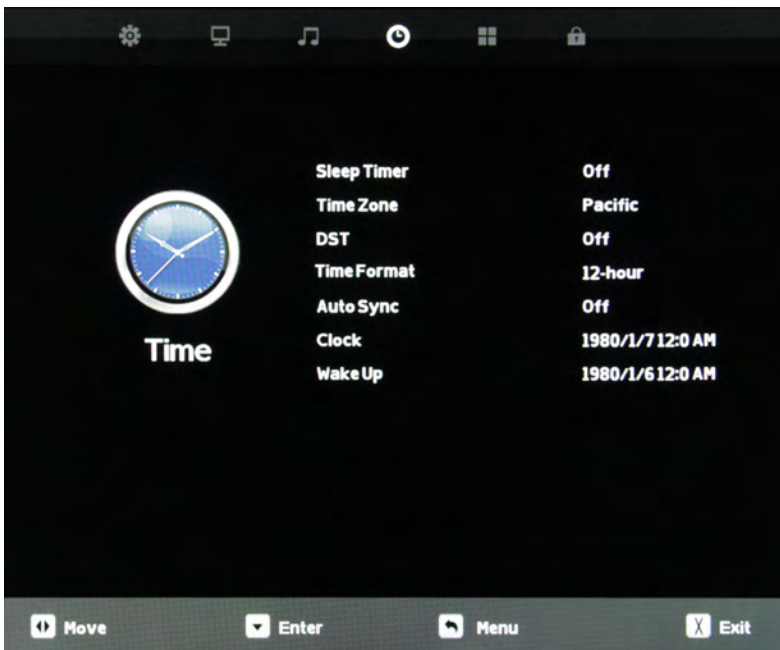 Sleep Timer Off
Time Zone Pacific
DST Off
Time Format 12-hour
Auto Sync Off
Clock 1980/1/7 12:0 AM
Wake Up 1980/1/6 12:0 AM
Time
Move Enter Menu X Exit